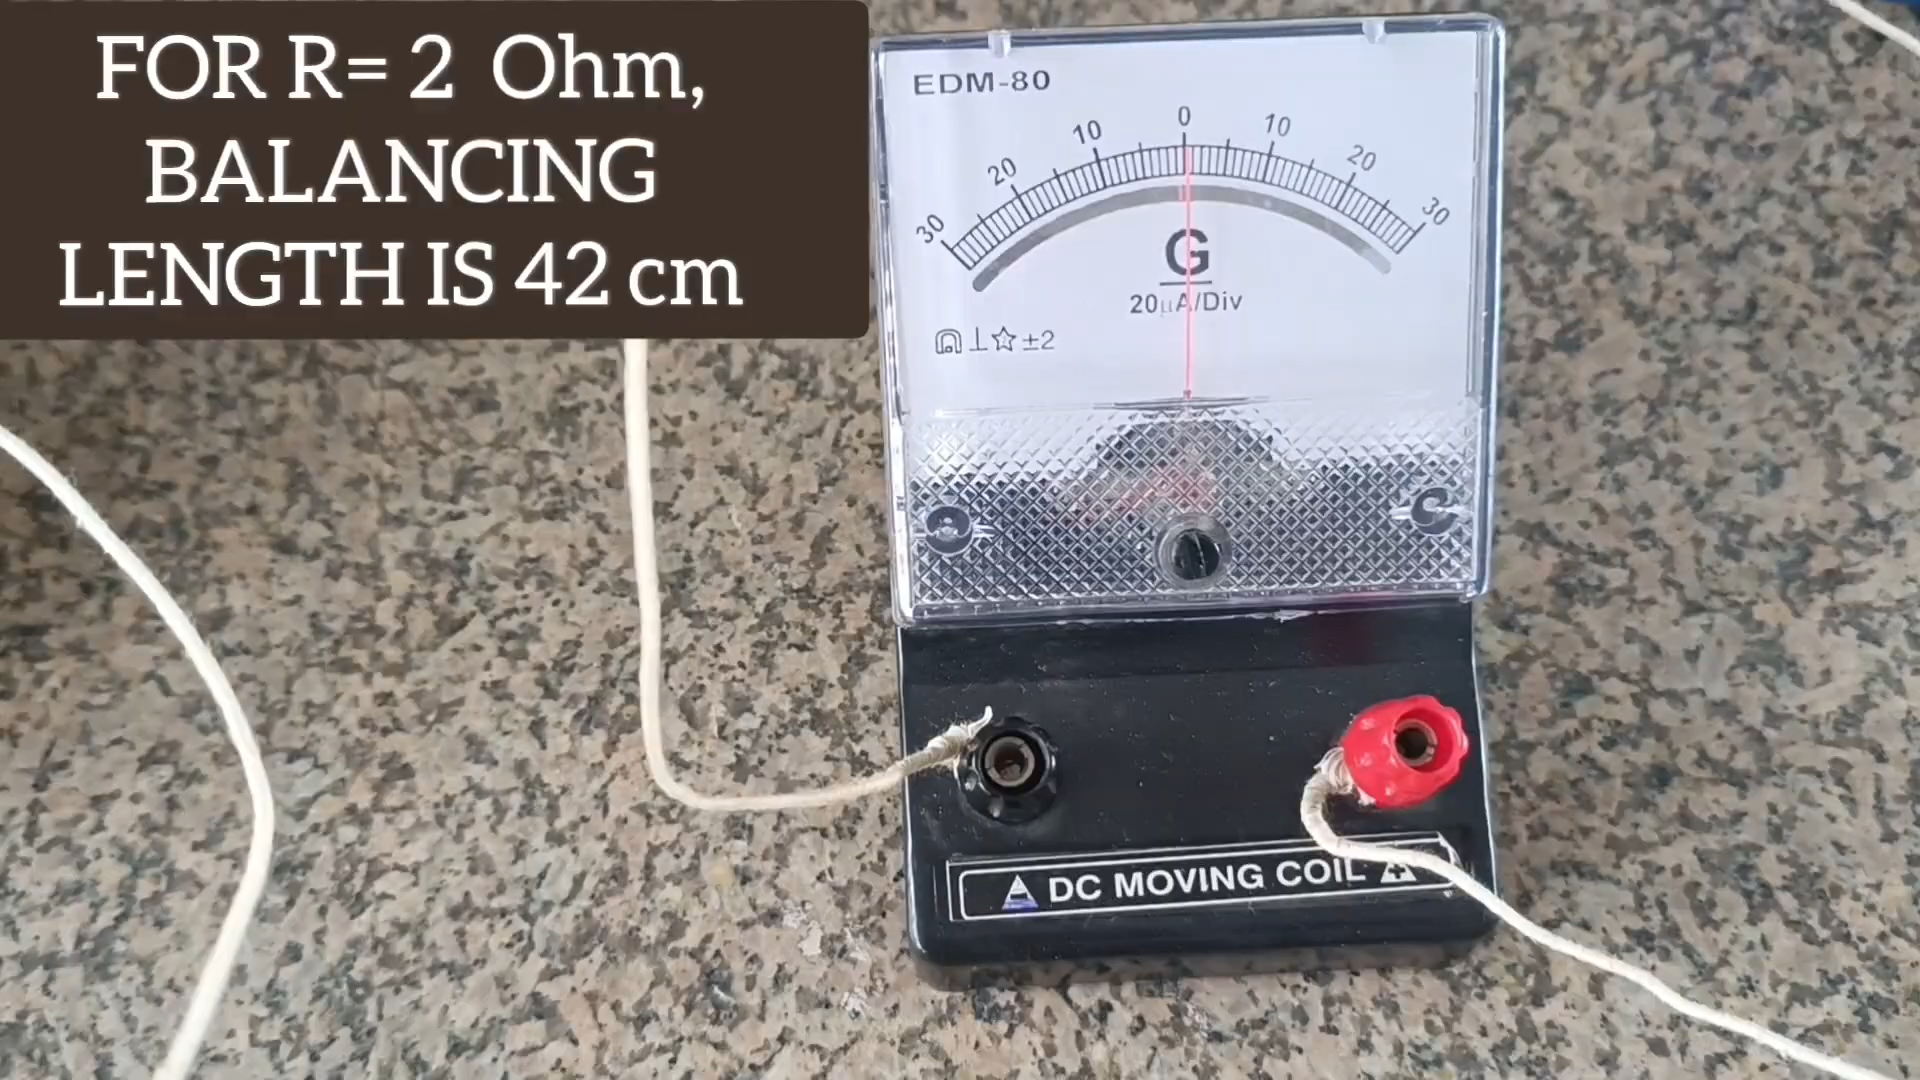 FOR R= 2 Ohm,
BALANCING
LENGTH IS 42 cm
EDM-80
30 20 10 0 10 20 30
G
20µA/Div
⊥ ±2
DC MOVING COIL +